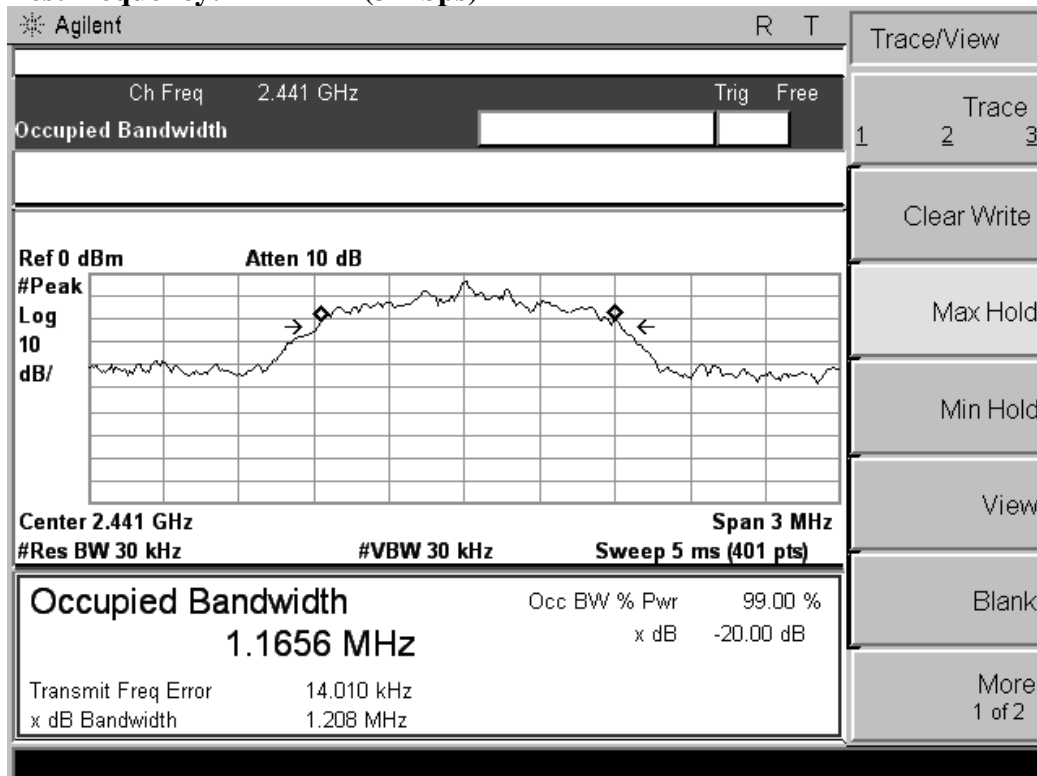 Agilent R T
Trace/View
Ch Freq 2.441 GHz Trig Free
Occupied Bandwidth
Trace
1 2 3
Clear Write
Max Hold
Min Hold
View
Blank
More
1 of 2
Ref 0 dBm Atten 10 dB
#Peak
Log
10
dB/
Center 2.441 GHz Span 3 MHz
#Res BW 30 kHz #VBW 30 kHz Sweep 5 ms (401 pts)
Occupied Bandwidth
1.1656 MHz
Occ BW % Pwr 99.00 %
x dB -20.00 dB
Transmit Freq Error 14.010 kHz
x dB Bandwidth 1.208 MHz